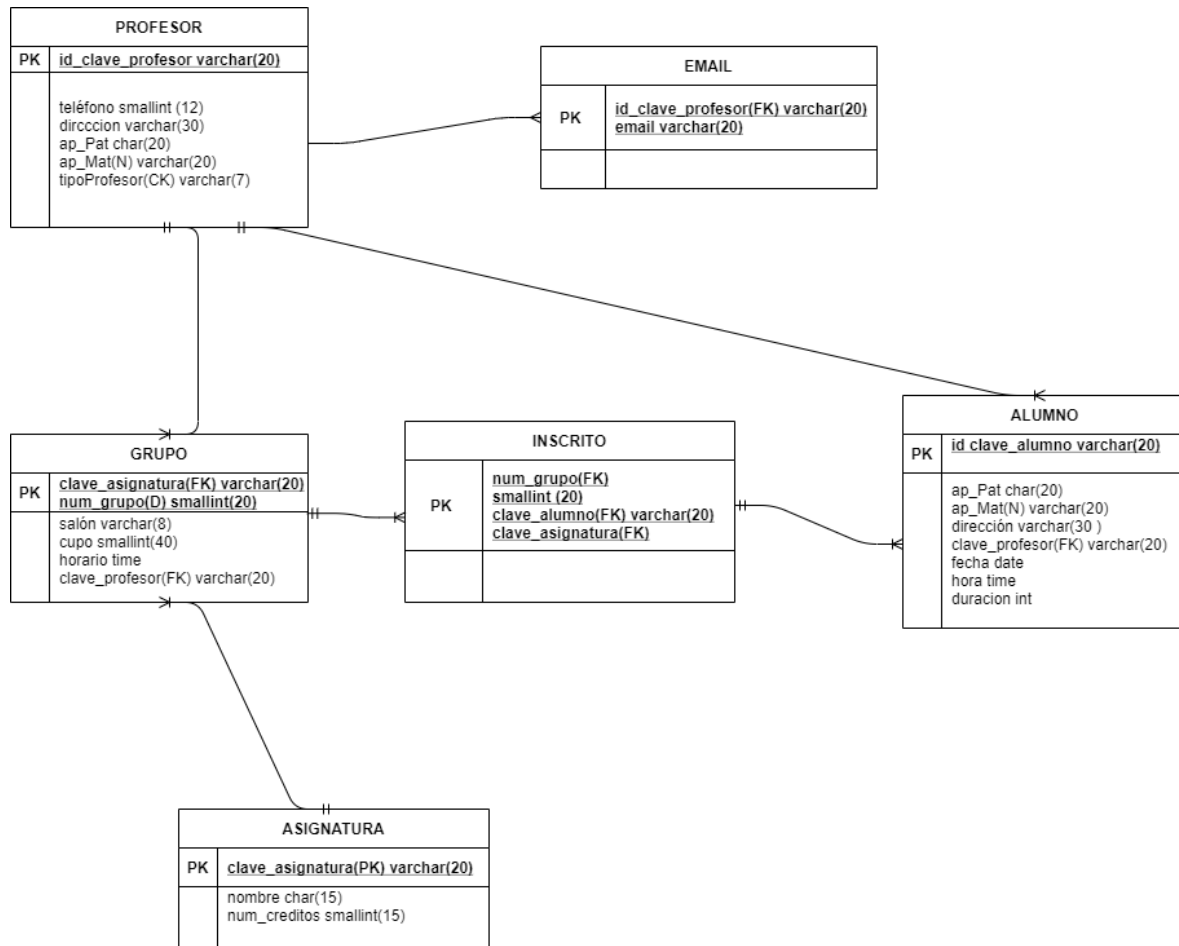 PROFESOR
PK id_clave_profesor varchar(20)
teléfono smallint (12)
dircccion varchar(30)
ap_Pat char(20)
ap_Mat(N) varchar(20)
tipoProfesor(CK) varchar(7)
EMAIL
PK
id_clave_profesor(FK) varchar(20)
email varchar(20)
GRUPO
PK
clave_asignatura(FK) varchar(20)
num_grupo(D) smallint(20)
salón varchar(8)
cupo smallint(40)
horario time
clave_profesor(FK) varchar(20)
INSCRITO
PK
num_grupo(FK)
smallint (20)
clave_alumno(FK) varchar(20)
clave_asignatura(FK)
ALUMNO
PK id clave_alumno varchar(20)
ap_Pat char(20)
ap_Mat(N) varchar(20)
dirección varchar(30 )
clave_profesor(FK) varchar(20)
fecha date
hora time
duracion int
ASIGNATURA
PK clave_asignatura(PK) varchar(20)
nombre char(15)
num_creditos smallint(15)